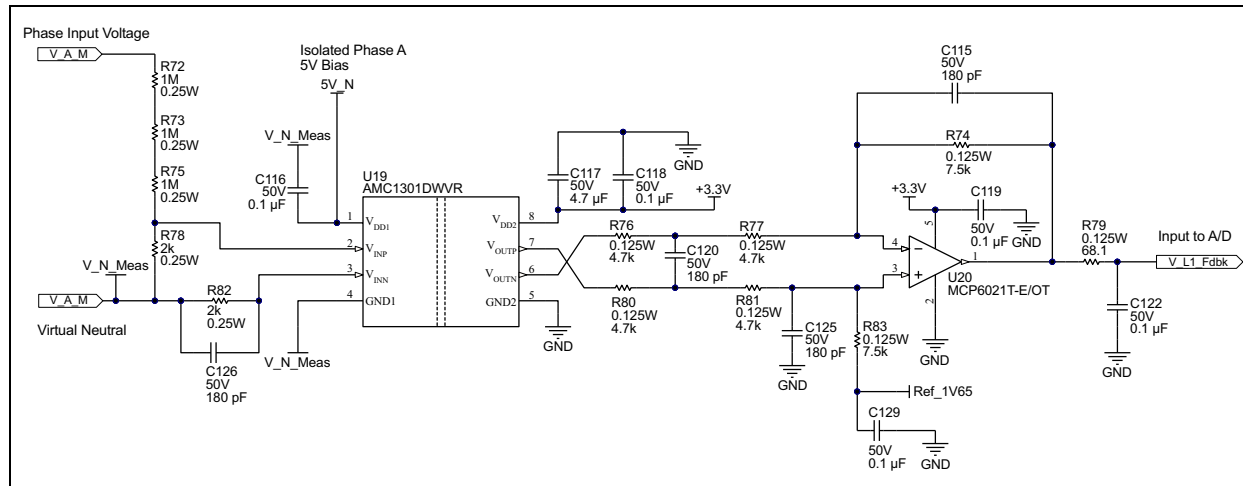 Phase Input Voltage
V_A_M
R72
1M
0.25W
R73
1M
0.25W
R75
1M
0.25W
R78
2k
0.25W
V_N_Meas
V_A_M
Virtual Neutral
R82
2k
0.25W
C126
50V
180 pF
Isolated Phase A
5V Bias
5V_N
V_N_Meas
C116
50V
0.1 µF
U19
AMC1301DWVR
1
VDD1
2
VINP
3
VINN
4
GND1
V_N_Meas
VDD2
8
VOUTP
7
VOUTN
6
GND2
5
GND
C117
50V
4.7 µF
C118
50V
0.1 µF
GND
+3.3V
R76
0.125W
4.7k
R77
0.125W
4.7k
C120
50V
180 pF
R80
0.125W
4.7k
R81
0.125W
4.7k
C125
50V
180 pF
GND
C115
50V
180 pF
R74
0.125W
7.5k
+3.3V
C119
50V
0.1 µF
GND
5
4
3
1
2
U20
MCP6021T-E/OT
GND
R83
0.125W
7.5k
Ref_1V65
C129
50V
0.1 µF
GND
R79
0.125W
68.1
Input to A/D
V_L1_Fdbk
C122
50V
0.1 µF
GND